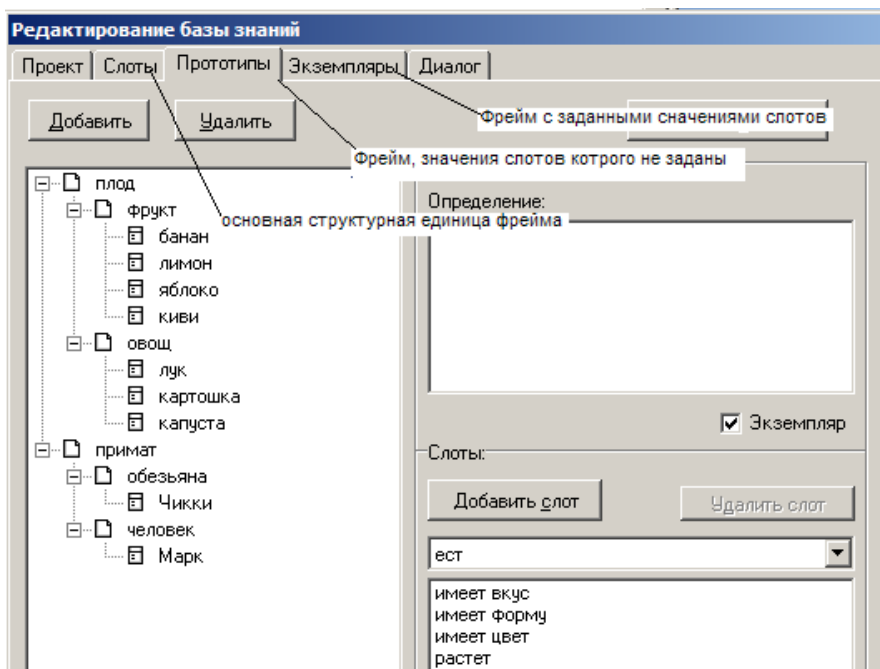 Редактирование базы знаний
Проект Слоты Прототипы Экземпляры Диалог
Добавить Удалить
Фрейм с заданными сначениями слотов
Фрейм, значения слотов котрого не заданы
основная структурная единица фрейма
плод
фрукт
банан
лимон
яблоко
киви
овощ
лук
картошка
капуста
примат
обезьяна
Чикки
человек
Марк
Определение:
Экземпляр
Слоты:
Добавить слот Удалить слот
ест
имеет вкус
имеет форму
имеет цвет
растет